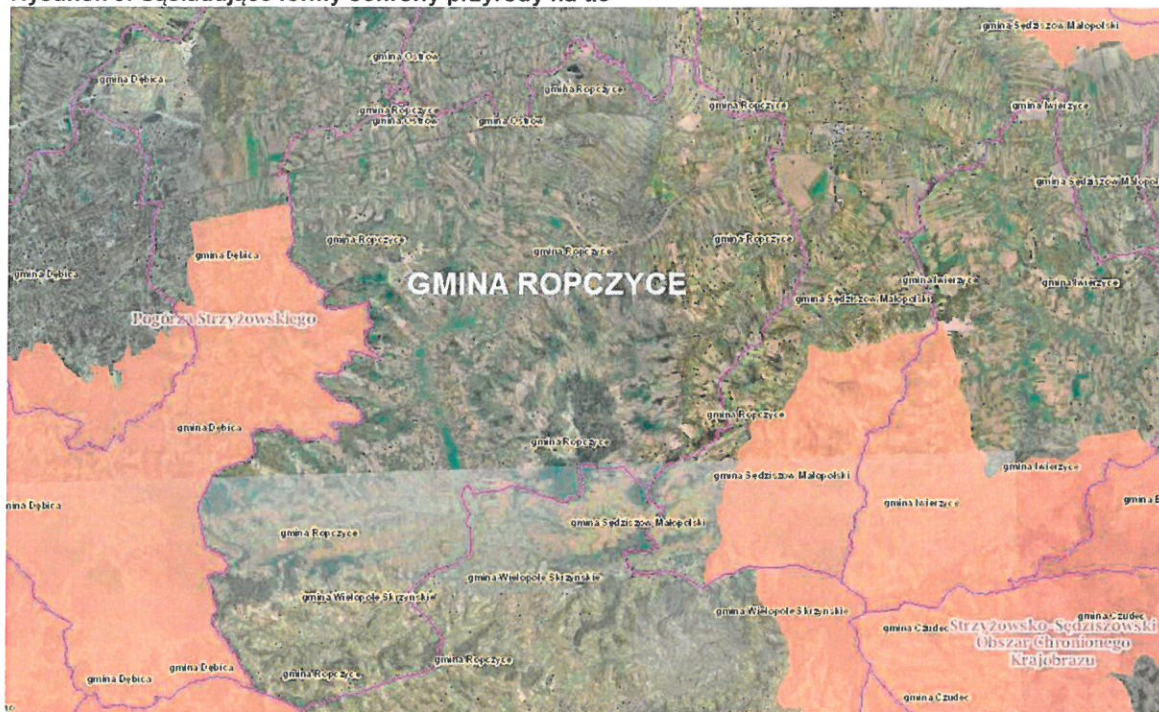 gmina Sędziszów Małopolski
gmina Ostrów
gmina Dębica
gmina Ropczyce
gmina Ropczyce
gmina Ropczyce
gmina Iwierzyce
gmina Ostrów
gmina Ostrów
gmina Sędziszów Małopol
gmina Ropczyce
gmina Ropczyce
gmina Ropczyce
gmina Dębica
gmina Dębica
GMINA ROPCZYCE
gmina Iwierzyce
gmina Iwierzyce
gmina Sędziszów Małopolski
Pogórza Strzyżowskiego
gmina Ropczyce
gmina Dębica
gmina Ropczyce
gmina Sędziszów Małopolski
gmina Iwierzyce
mina Dębica
gmina Iwierzyce
gmina Sędziszów Małopolski
gmina Ropczyce
gmina Wielopole Skrzyńskie
gmina Wielopole Skrzyńskie
gmina Wielopole Skrzyńskie
gmina Czudec
gmina Czudec
Strzyżowsko-Sędziszowski
Obszar Chronionego
Krajobrazu
gmina Ropczyce
gmina Dębica
gmina Ropczyce
gmina Dębica
gmina Czudec